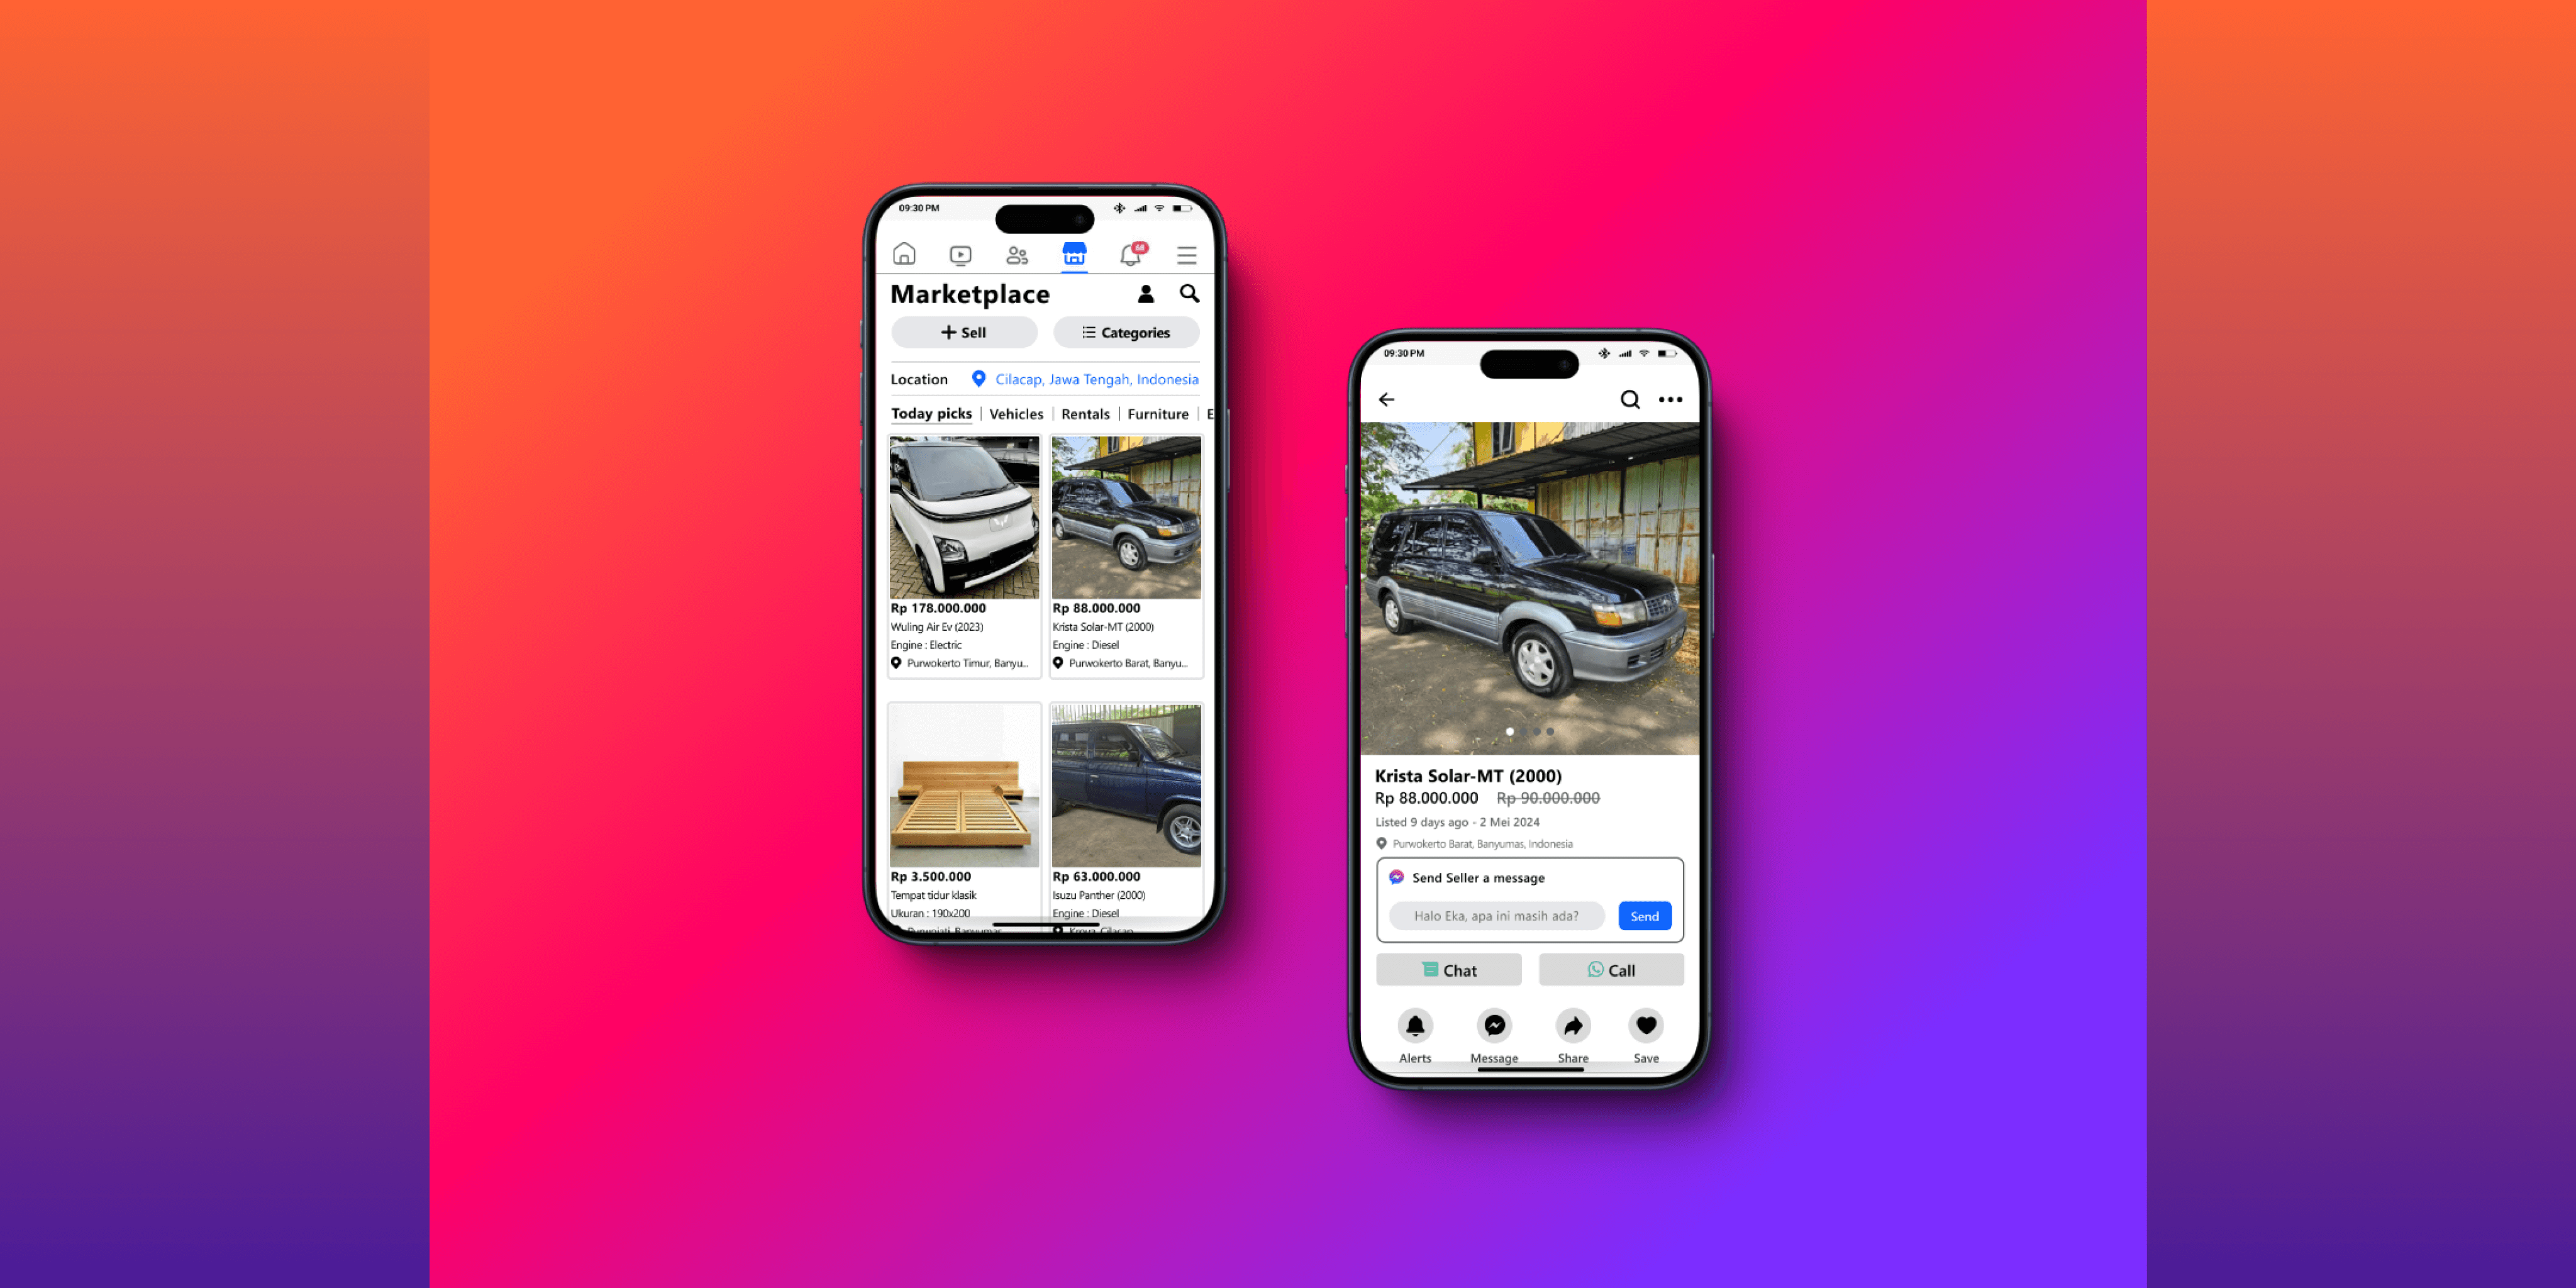 09:30 PM
68
Marketplace
Sell
Categories
Location
Cilacap, Jawa Tengah, Indonesia
Today picks | Vehicles | Rentals | Furniture | E
Rp 178.000.000
Wuling Air Ev (2023)
Engine : Electric
Purwokerto Timur, Banyu...
Rp 88.000.000
Krista Solar-MT (2000)
Engine : Diesel
Purwokerto Barat, Banyu...
Rp 3.500.000
Tempat tidur klasik
Ukuran : 190x200
Purwojati, Banyumas
Rp 63.000.000
Isuzu Panther (2000)
Engine : Diesel
Kroya, Cilacap
09:30 PM
Krista Solar-MT (2000)
Rp 88.000.000 Rp 90.000.000
Listed 9 days ago - 2 Mei 2024
Purwokerto Barat, Banyumas, Indonesia
Send Seller a message
Halo Eka, apa ini masih ada?
Send
Chat
Call
Alerts
Message
Share
Save